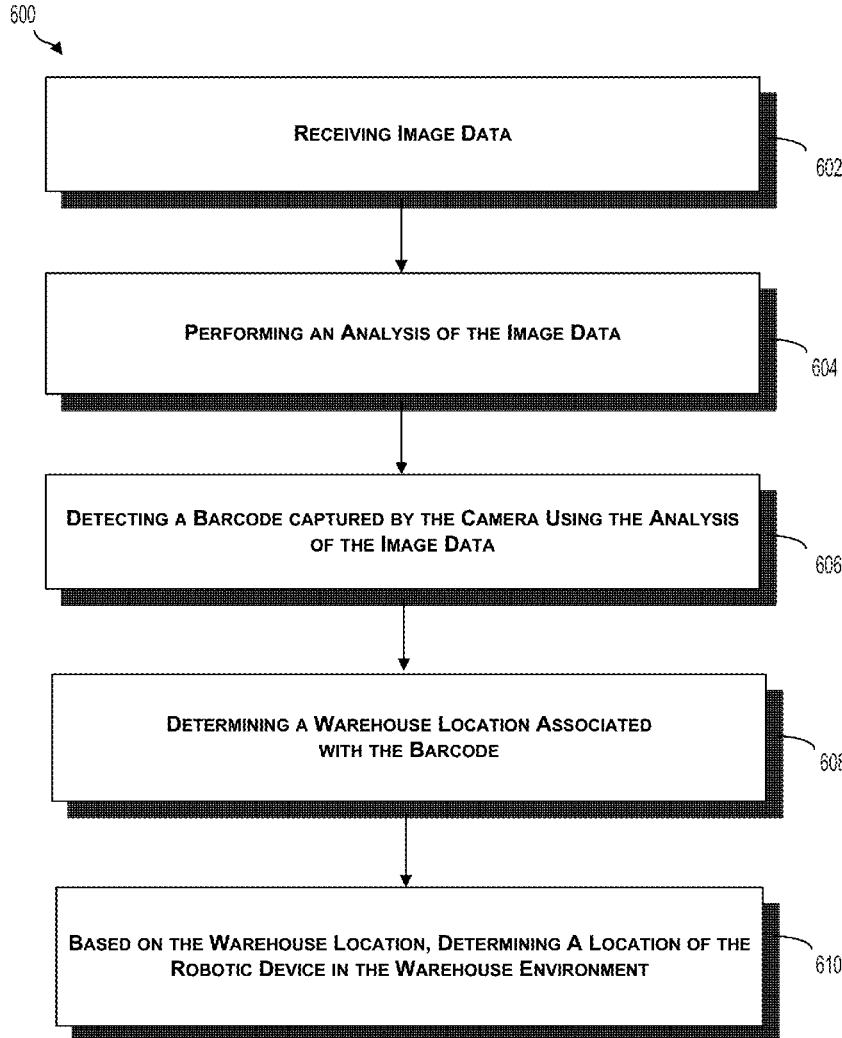 600
RECEIVING IMAGE DATA
602
PERFORMING AN ANALYSIS OF THE IMAGE DATA
604
DETECTING A BARCODE CAPTURED BY THE CAMERA USING THE ANALYSIS
OF THE IMAGE DATA
606
DETERMINING A WAREHOUSE LOCATION ASSOCIATED
WITH THE BARCODE
608
BASED ON THE WAREHOUSE LOCATION, DETERMINING A LOCATION OF THE
ROBOTIC DEVICE IN THE WAREHOUSE ENVIRONMENT
610